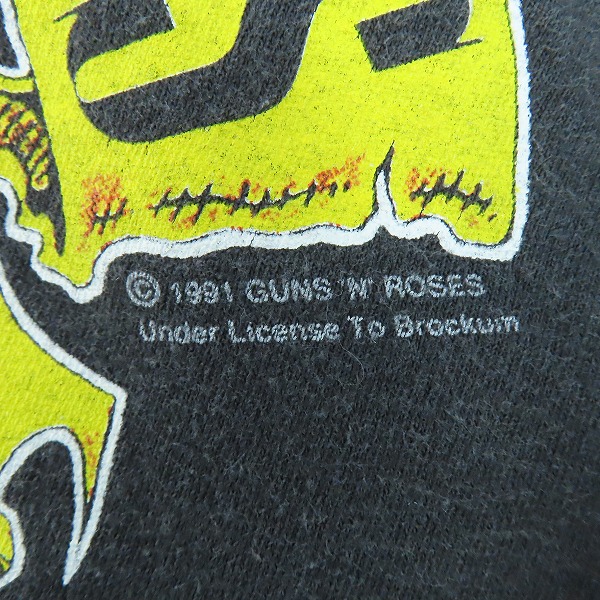 © 1991 GUNS 'N' ROSES
Under License To Brockum